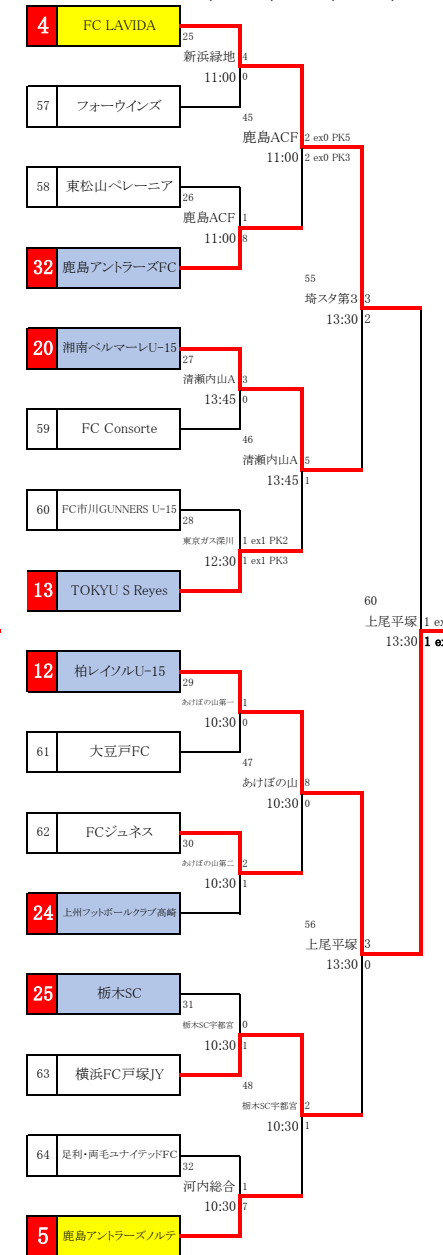 4 FC LAVIDA
25
新浜緑地 4
11:00 0
57 フォーウインズ
45
鹿島ACF 2 ex0 PK5
11:00 2 ex0 PK3
58 東松山ペレーニア
26
鹿島ACF 1
11:00 8
32 鹿島アントラーズFC
55
埼スタ第3 3
13:30 2
20 湘南ベルマーレU-15
27
清瀬内山A 3
13:45 0
59 FC Consorte
46
清瀬内山A 5
13:45 1
60 FC市川GUNNERS U-15
28
東京ガス深川 1 ex1 PK2
12:30 1 ex1 PK3
13 TOKYU S Reyes
60
上尾平塚 1
13:30 1
12 柏レイソルU-15
29
あけぼの山第一 1
10:30 0
61 大豆戸FC
47
あけぼの山 8
10:30 0
62 FCジュネス
30
あけぼの山第二 2
10:30 1
24 上州フットボールクラブ高崎
56
上尾平塚 3
13:30 0
25 栃木SC
31
栃木SC宇都宮 0
10:30 1
63 横浜FC戸塚JY
48
栃木SC宇都宮 2
10:30 1
64 足利・両毛ユナイテッドFC
32
河内総合 1
10:30 7
5 鹿島アントラーズノルテ